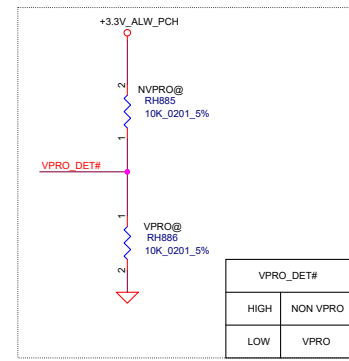 +3.3V_ALW_PCH
2
NVPRO@
RH885
10K_0201_5%
1
VPRO_DET#
1
VPRO@
RH886
10K_0201_5%
2
VPRO_DET#
HIGH NON VPRO
LOW VPRO